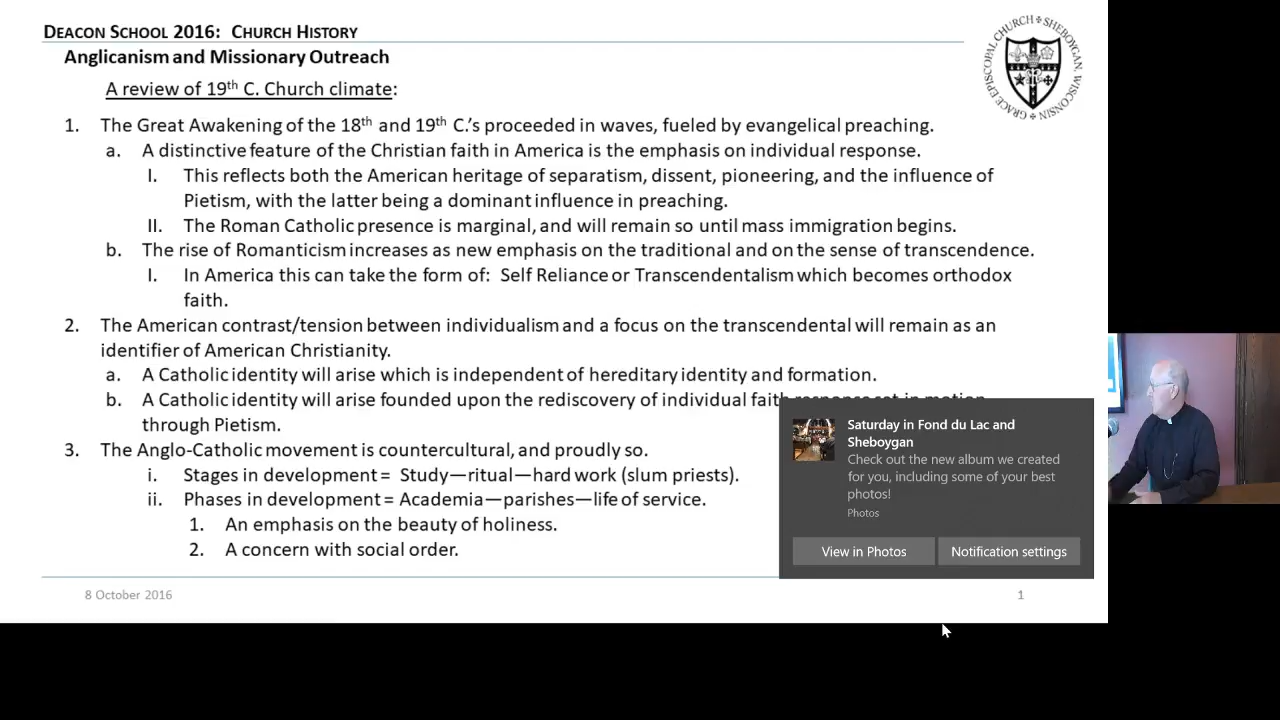 DEACON SCHOOL 2016: CHURCH HISTORY
Anglicanism and Missionary Outreach
A review of 19th C. Church climate:
1. The Great Awakening of the 18th and 19th C.'s proceeded in waves, fueled by evangelical preaching.
a. A distinctive feature of the Christian faith in America is the emphasis on individual response.
I. This reflects both the American heritage of separatism, dissent, pioneering, and the influence of
Pietism, with the latter being a dominant influence in preaching.
II. The Roman Catholic presence is marginal, and will remain so until mass immigration begins.
b. The rise of Romanticism increases as new emphasis on the traditional and on the sense of transcendence.
I. In America this can take the form of: Self Reliance or Transcendentalism which becomes orthodox
faith.
2. The American contrast/tension between individualism and a focus on the transcendental will remain as an
identifier of American Christianity.
a. A Catholic identity will arise which is independent of hereditary identity and formation.
b. A Catholic identity will arise founded upon the rediscovery of individual faith response set in motion
through Pietism.
3. The Anglo-Catholic movement is countercultural, and proudly so.
i. Stages in development = Study—ritual—hard work (slum priests).
ii. Phases in development = Academia—parishes—life of service.
1. An emphasis on the beauty of holiness.
2. A concern with social order.
8 October 2016
1
GRACE EPISCOPAL CHURCH SHEBOYGAN, WISCONSIN
Saturday in Fond du Lac and
Sheboygan
Check out the new album we created
for you, including some of your best
photos!
Photos
View in Photos
Notification settings